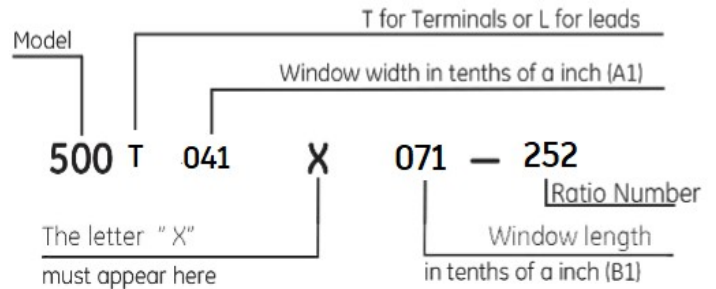 T for Terminals or L for leads
Model
Window width in tenths of a inch (A1)
500 T 041 X 071 – 252
Ratio Number
The letter " X"
must appear here
Window length
in tenths of a inch (B1)